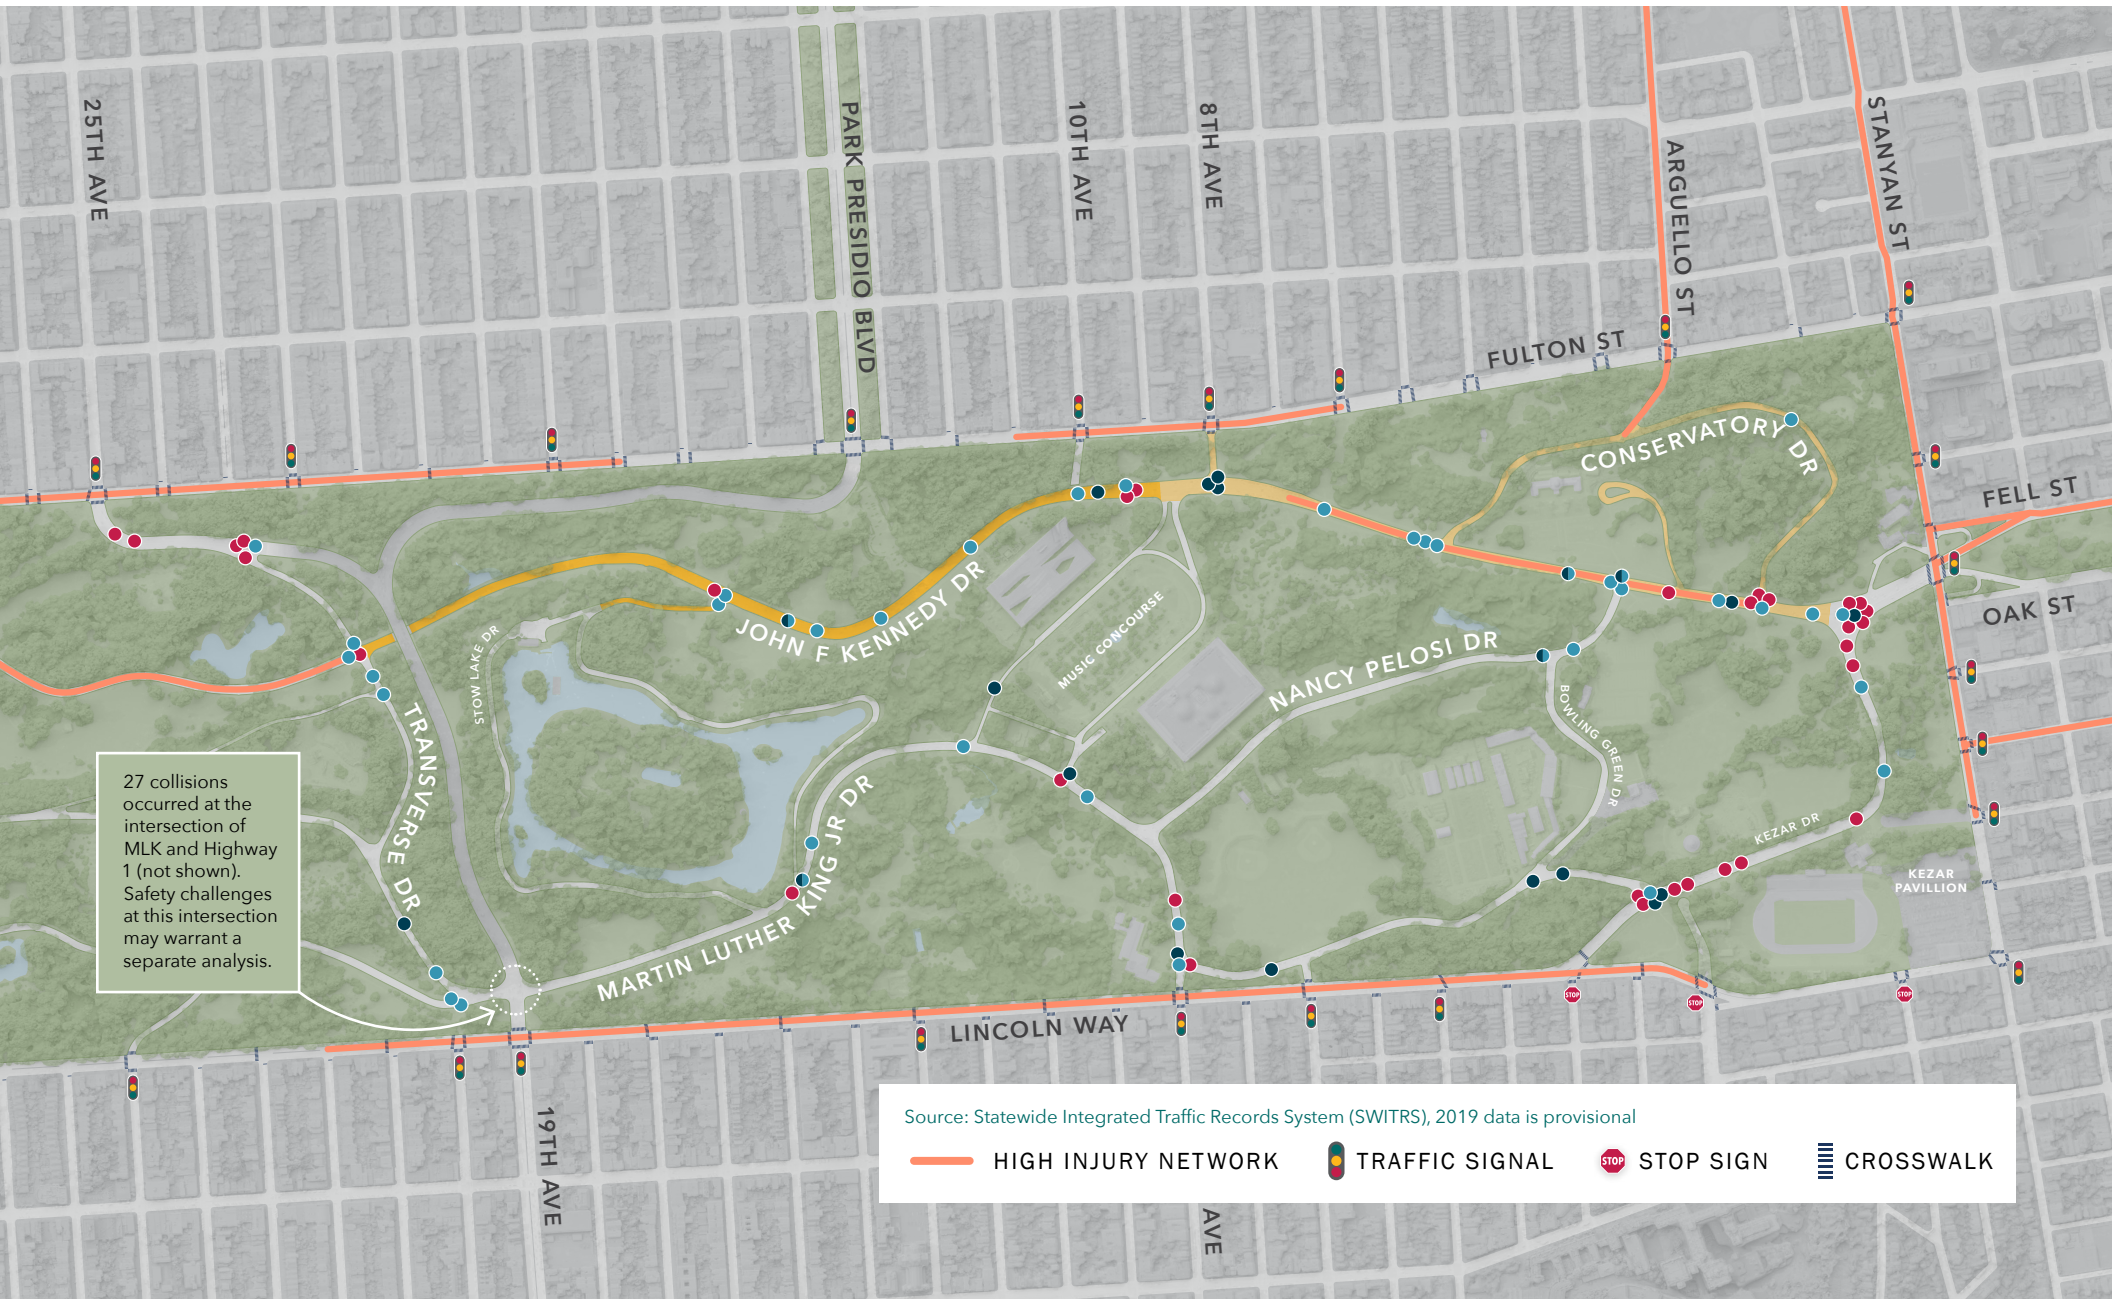 25TH AVE
PARK PRESIDIO BLVD
10TH AVE
8TH AVE
ARGUELLO ST
STANYAN ST
FULTON ST
CONSERVATORY DR
FELL ST
OAK ST
JOHN F KENNEDY DR
MUSIC CONCOURSE
NANCY PELOSI DR
STOW LAKE DR
BOWLING GREEN DR
TRANSVERSE DR
27 collisions
occurred at the
intersection of
MLK and Highway
1 (not shown).
Safety challenges
at this intersection
may warrant a
separate analysis.
MARTIN LUTHER KING JR DR
KEZAR DR
KEZAR
PAVILLION
STOP
STOP
STOP
LINCOLN WAY
19TH AVE
Source: Statewide Integrated Traffic Records System (SWITRS), 2019 data is provisional
HIGH INJURY NETWORK
TRAFFIC SIGNAL
STOP
STOP SIGN
CROSSWALK
AVE